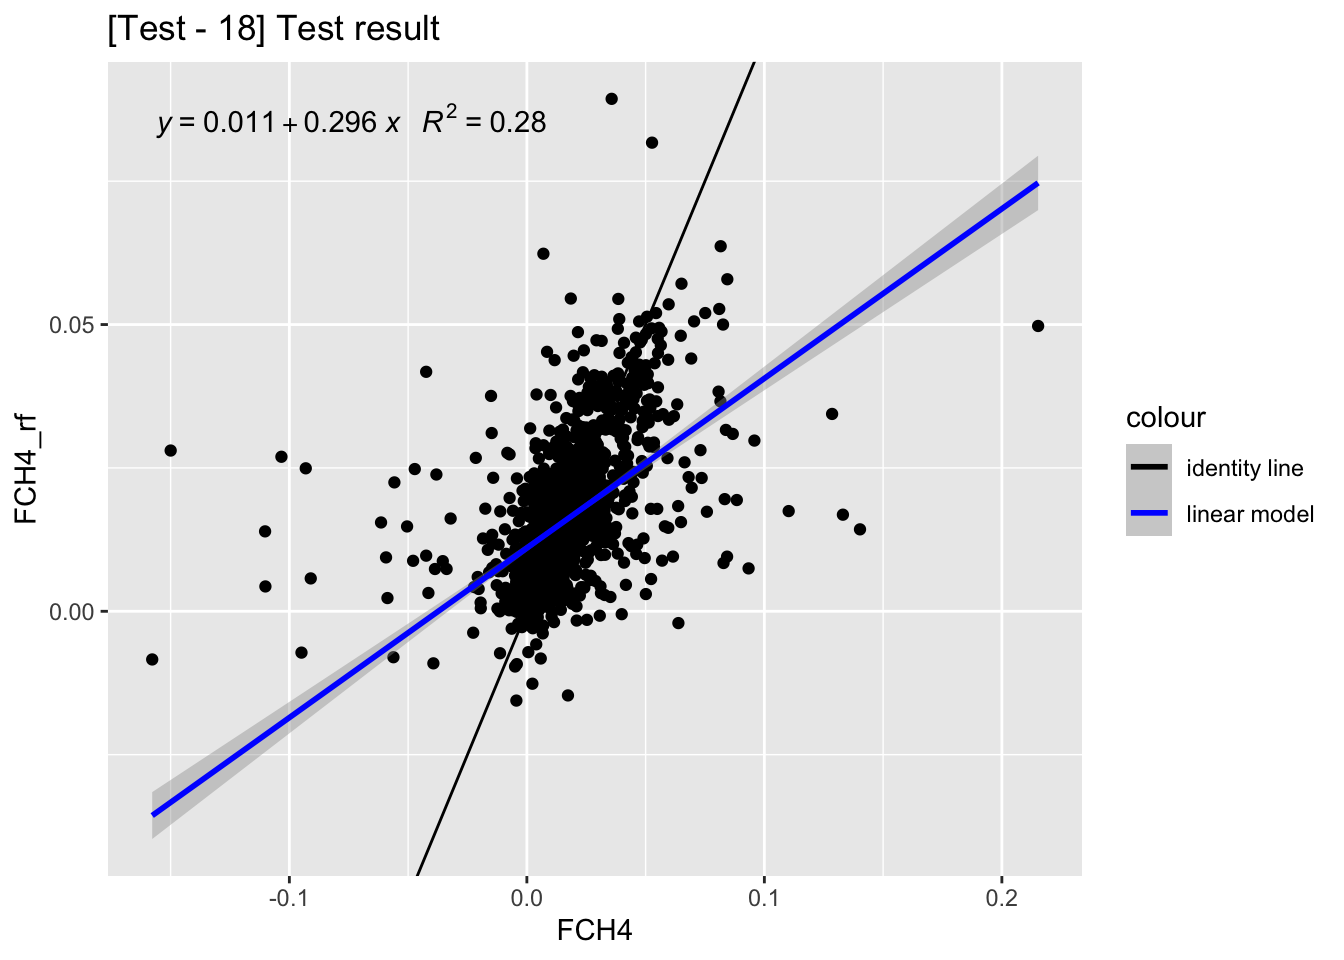 [Test - 18] Test result
y = 0.011 + 0.296 x R² = 0.28
0.05
0.00
FCH4_rf
-0.1 0.0 0.1 0.2
FCH4
colour
identity line
linear model